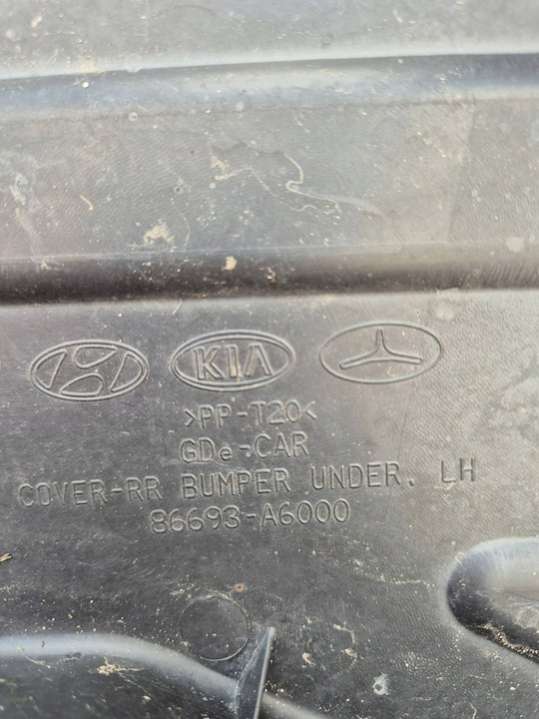 KIA
>PP-T20<
GDe-CAR
COVER-RR BUMPER UNDER. LH
86693-A6000